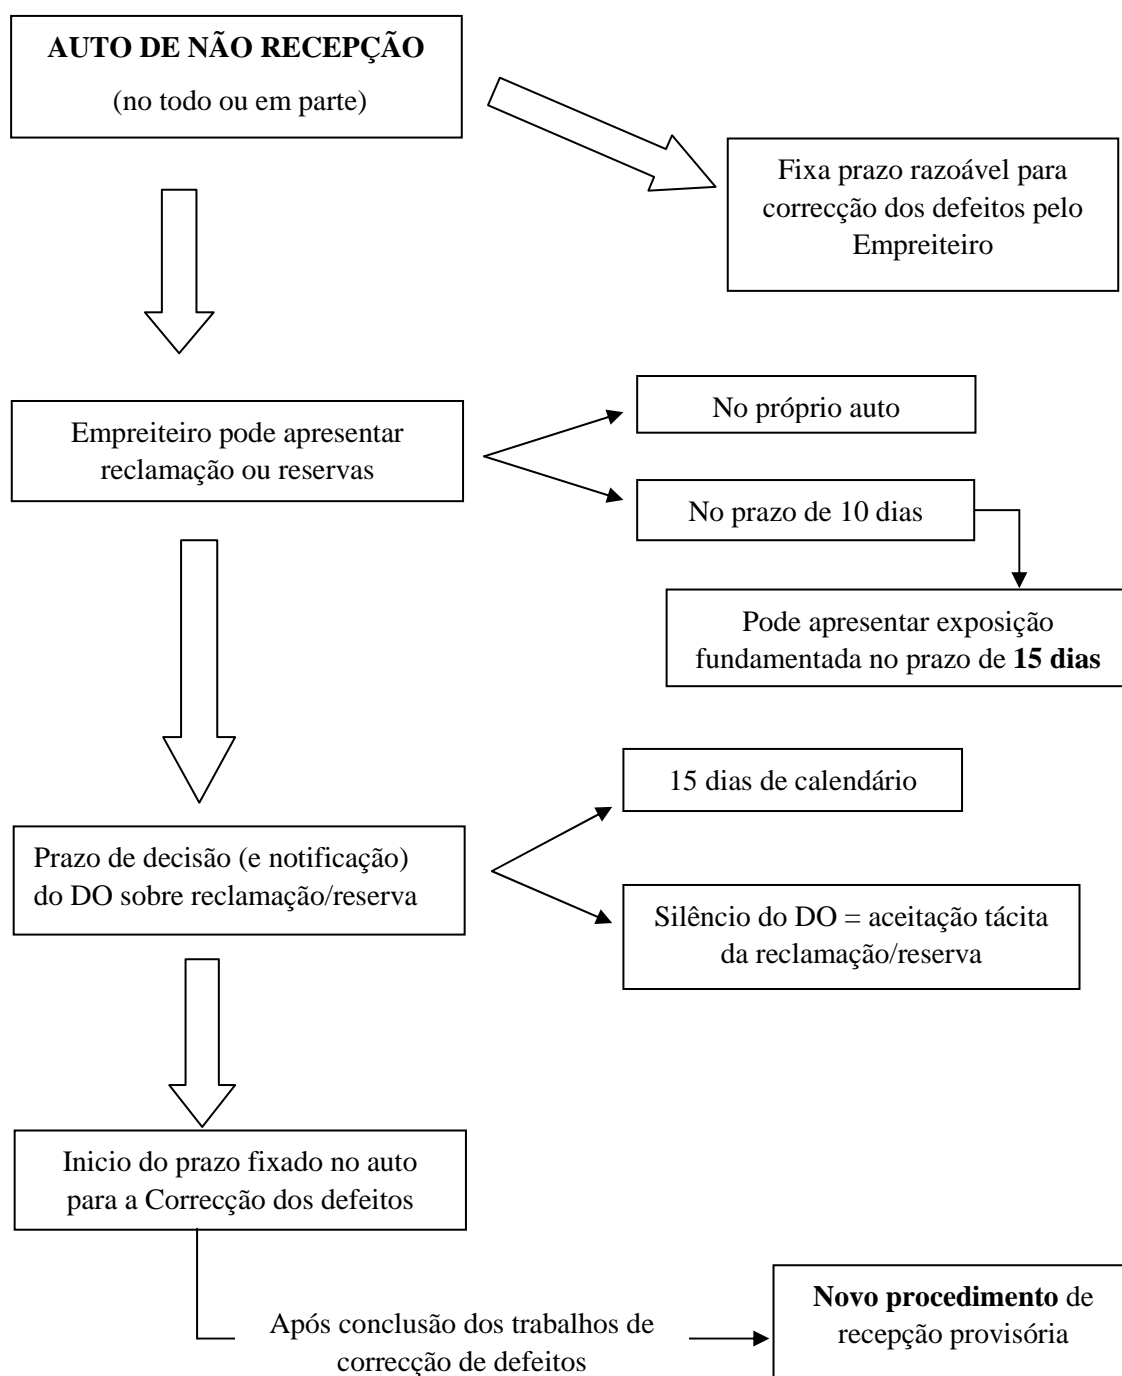 AUTO DE NÃO RECEPÇÃO
(no todo ou em parte)
Fixa prazo razoável para
correcção dos defeitos pelo
Empreiteiro
Empreiteiro pode apresentar
reclamação ou reservas
No próprio auto
No prazo de 10 dias
Pode apresentar exposição
fundamentada no prazo de 15 dias
15 dias de calendário
Prazo de decisão (e notificação)
do DO sobre reclamação/reserva
Silêncio do DO = aceitação tácita
da reclamação/reserva
Inicio do prazo fixado no auto
para a Correcção dos defeitos
Após conclusão dos trabalhos de
correcção de defeitos
Novo procedimento de
recepção provisória